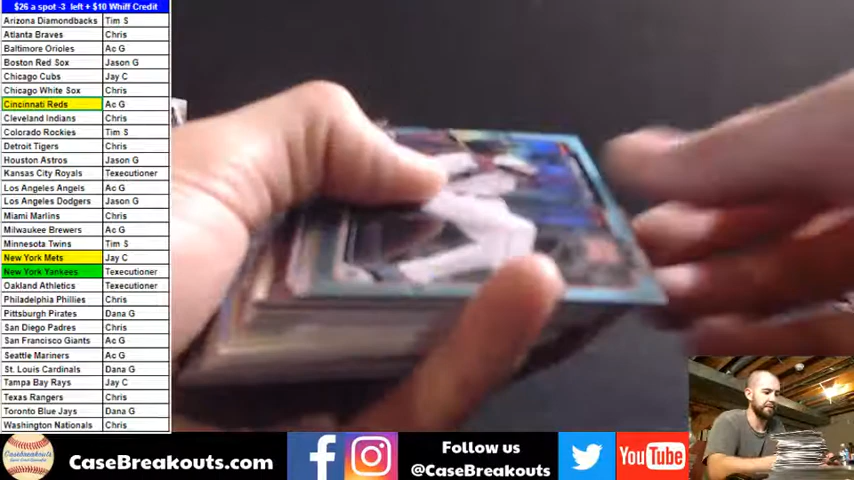 $26 a spot -3 left + $10 Whiff Credit
Arizona Diamondbacks Tim S
Atlanta Braves Chris
Baltimore Orioles Ac G
Boston Red Sox Jason G
Chicago Cubs Jay C
Chicago White Sox Chris
Cincinnati Reds Ac G
Cleveland Indians Chris
Colorado Rockies Tim S
Detroit Tigers Chris
Houston Astros Jason G
Kansas City Royals Texecutioner
Los Angeles Angels Ac G
Los Angeles Dodgers Jason G
Miami Marlins Chris
Milwaukee Brewers Ac G
Minnesota Twins Tim S
New York Mets Jay C
New York Yankees Texecutioner
Oakland Athletics Texecutioner
Philadelphia Phillies Chris
Pittsburgh Pirates Dana G
San Diego Padres Chris
San Francisco Giants Ac G
Seattle Mariners Ac G
St. Louis Cardinals Dana G
Tampa Bay Rays Jay C
Texas Rangers Chris
Toronto Blue Jays Dana G
Washington Nationals Chris
CaseBreakouts.com
Follow us
@CaseBreakouts
YouTube